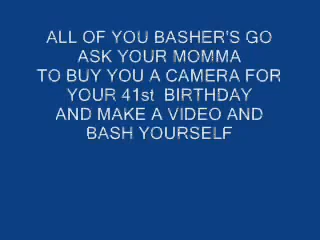 ALL OF YOU BASHER'S GO
ASK YOUR MOMMA
TO BUY YOU A CAMERA FOR
YOUR 41st BIRTHDAY
AND MAKE A VIDEO AND
BASH YOURSELF